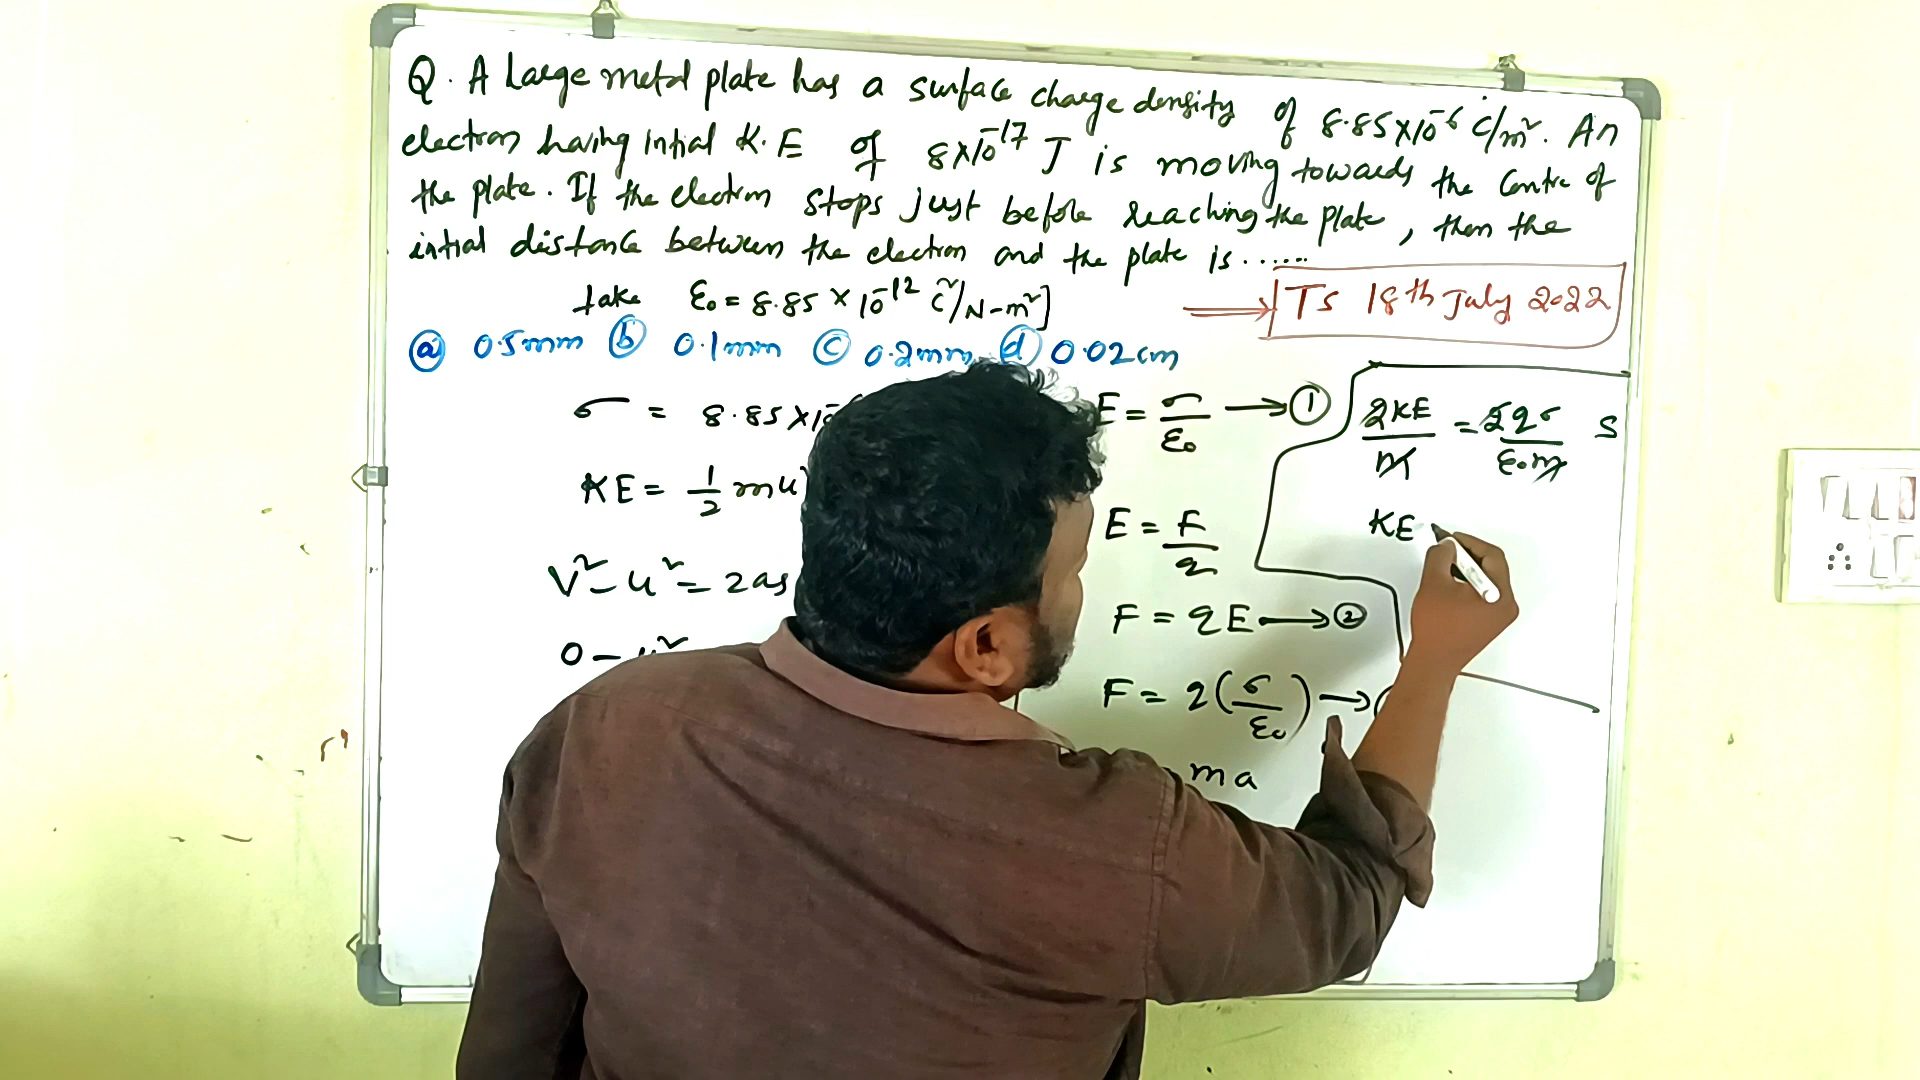 Q. A Large metal plate has a surface charge density of 8.85×10⁻⁶ C/m². An
electron having intial K.E of 8×10⁻¹⁷ J is moving towards the Centre of
the plate. If the electron stops just before reaching the plate, then the
intial distance between the electron and the plate is ......
take ε₀ = 8.85 × 10⁻¹² C²/N-m²]
TS 18th July 2022
ⓐ 0.5mm ⓑ 0.1mm ⓒ 0.2mm ⓓ 0.02cm
σ = 8.85×10
KE = 1/2 mu
V² - u² = 2as
0 - u²
E = σ/ε₀ → ①
E = F/q
F = qE → ②
F = q(σ/ε₀) →
ma
2KE/m = 2qσ/ε₀m S
KE